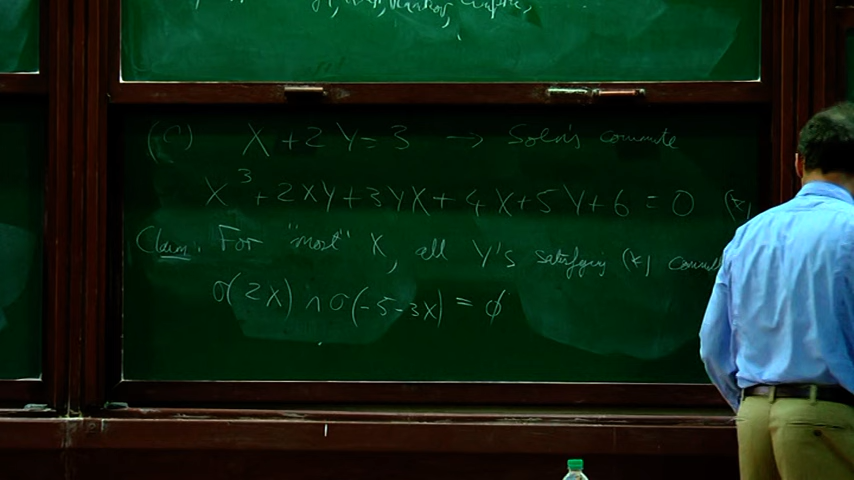 (C) X + 2Y = 3 → Soln's commute
X³ + 2XY + 3YX + 4X + 5Y + 6 = 0 (*)
Claim: For "most" X, all Y's satisfying (*) commute
σ(2X) ∩ σ(-5-3X) = ∅